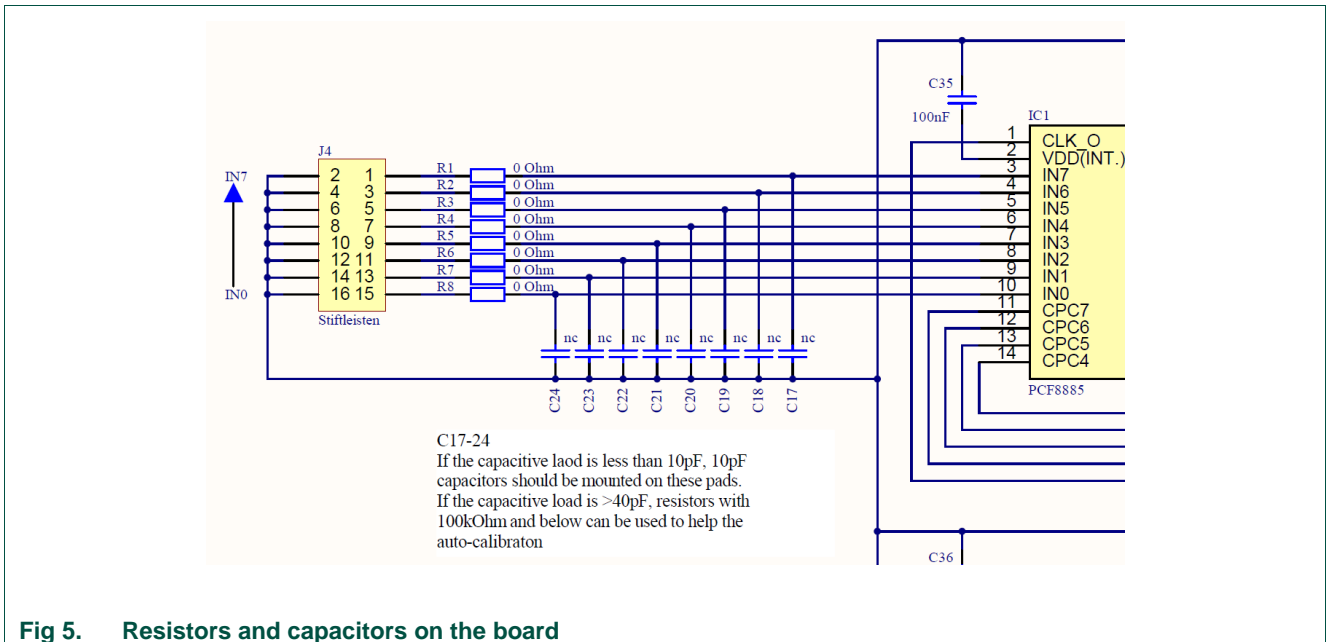 C35
100nF
IC1
1 CLK_O
2 VDD(INT.)
3 IN7
4 IN6
5 IN5
6 IN4
7 IN3
8 IN2
9 IN1
10 IN0
11 CPC7
12 CPC6
13 CPC5
14 CPC4
PCF8885
J4
IN7
IN0
2 1 R1 0 Ohm
4 3 R2 0 Ohm
6 5 R3 0 Ohm
8 7 R4 0 Ohm
10 9 R5 0 Ohm
12 11 R6 0 Ohm
14 13 R7 0 Ohm
16 15 R8 0 Ohm
Stiftleisten
nc nc nc nc nc nc nc nc
C24 C23 C22 C21 C20 C19 C18 C17
C17-24
If the capacitive laod is less than 10pF, 10pF
capacitors should be mounted on these pads.
If the capacitive load is >40pF, resistors with
100kOhm and below can be used to help the
auto-calibraton
C36
Fig 5. Resistors and capacitors on the board